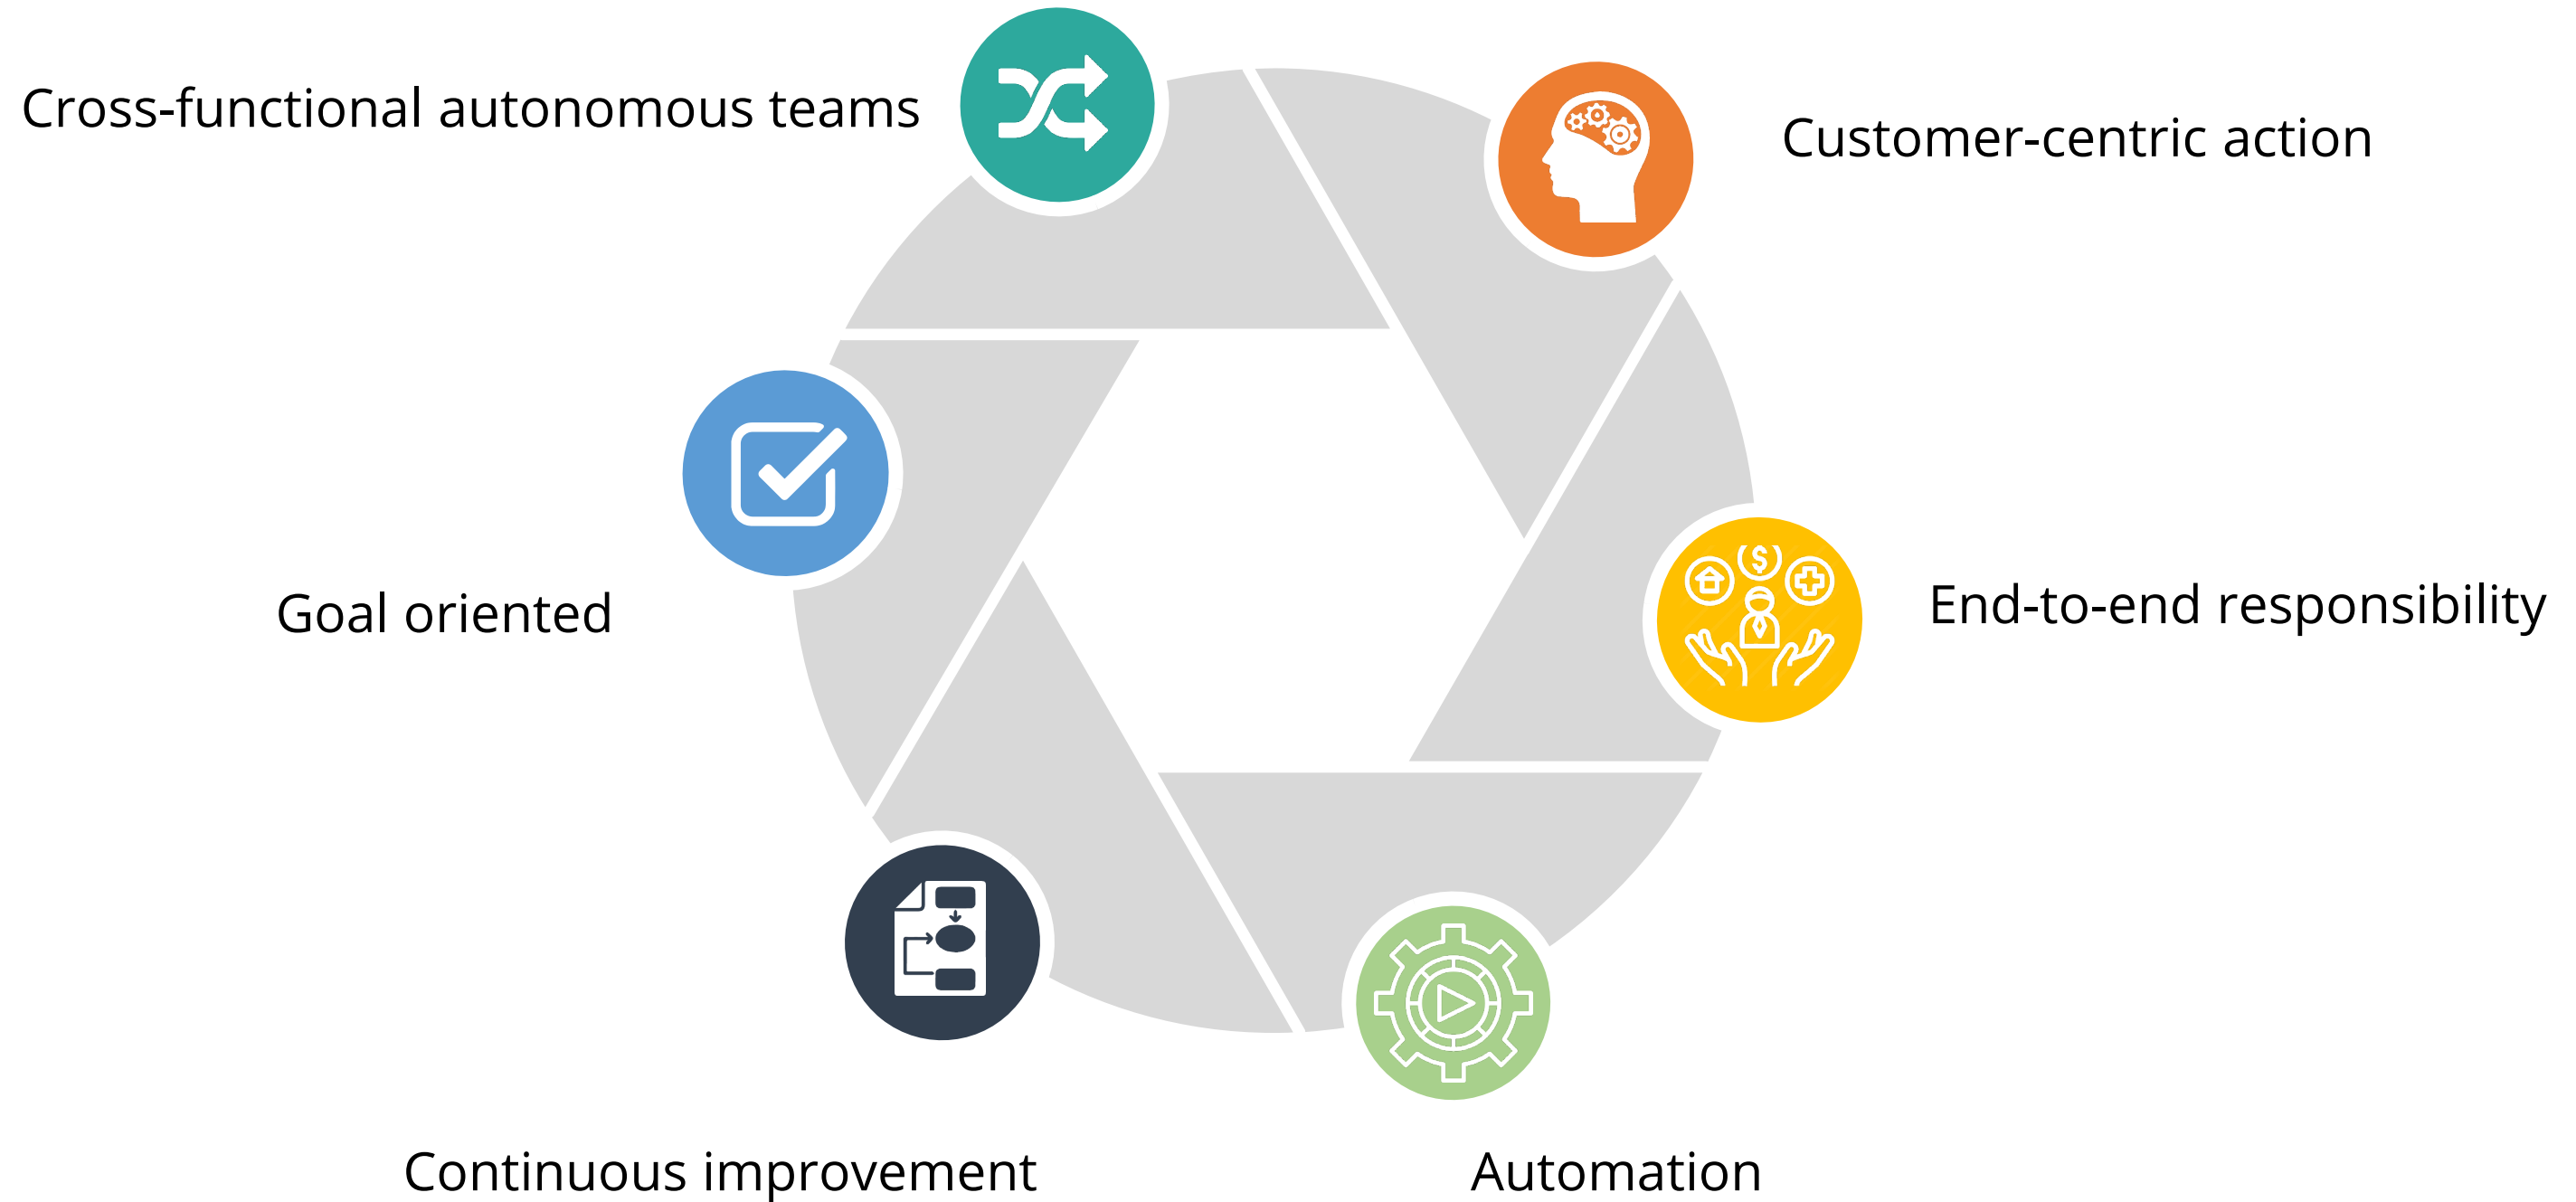 Cross-functional autonomous teams
Customer-centric action
Goal oriented
End-to-end responsibility
$
Continuous improvement
Automation